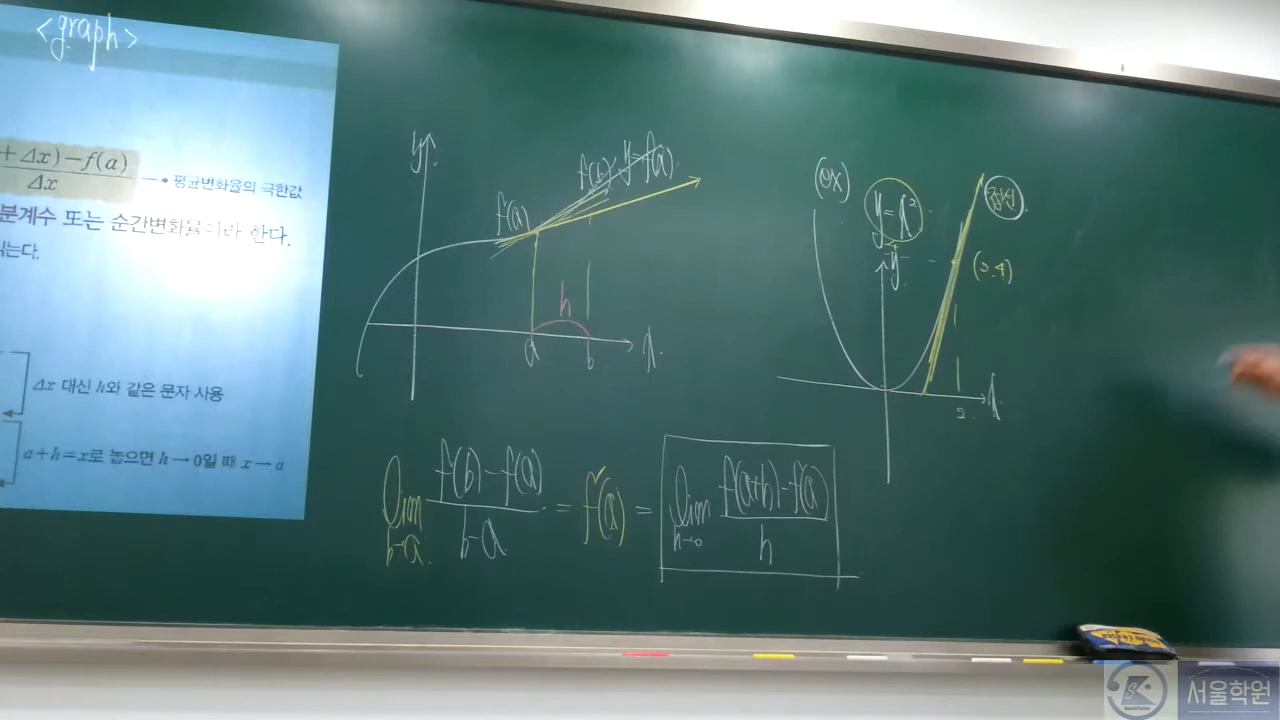 <graph>
+ Δx) − f(a)
Δx
평균변화율의 극한값
분계수 또는 순간변화율이라 한다.
는다.
Δx 대신 h와 같은 문자 사용
a+h=x로 놓으면 h→0일 때 x→a
y
f(b) y=f(x)
f(a)
h
a
b
x
lim b→a f(b)−f(a) / b−a = f'(a) = lim h→0 f(a+h)−f(a) / h
(ex)
y=x²
접선
4
y
(2,4)
x
2
서울학원